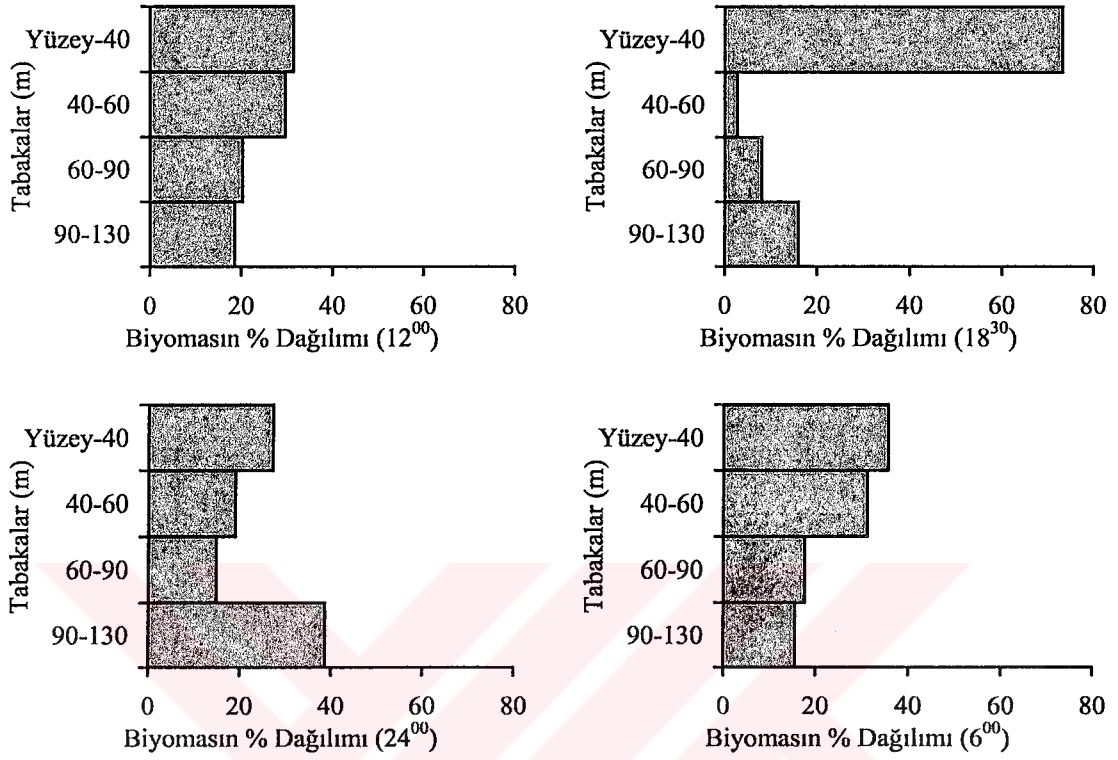 Tabakalar (m)
Yüzey-40
40-60
60-90
90-130
0 20 40 60 80
Biyomasın % Dağılımı (12⁰⁰)
Tabakalar (m)
Yüzey-40
40-60
60-90
90-130
0 20 40 60 80
Biyomasın % Dağılımı (18³⁰)
Tabakalar (m)
Yüzey-40
40-60
60-90
90-130
0 20 40 60 80
Biyomasın % Dağılımı (24⁰⁰)
Tabakalar (m)
Yüzey-40
40-60
60-90
90-130
0 20 40 60 80
Biyomasın % Dağılımı (6⁰⁰)